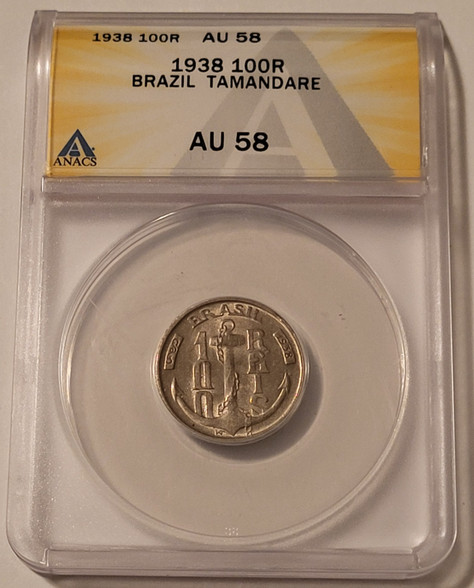 1938 100R AU 58
1938 100R
BRAZIL TAMANDARE
AU 58
ANACS
BRASIL
100 REIS